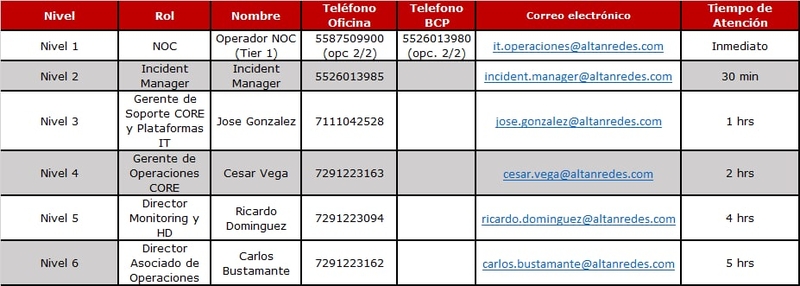 Nivel Rol Nombre Teléfono Oficina Telefono BCP Correo electrónico Tiempo de Atención
Nivel 1 NOC Operador NOC (Tier 1) 5587509900 (opc 2/2) 5526013980 (opc. 2/2) it.operaciones@altanredes.com Inmediato
Nivel 2 Incident Manager Incident Manager 5526013985 incident.manager@altanredes.com 30 min
Nivel 3 Gerente de Soporte CORE y Plataformas IT Jose Gonzalez 7111042528 jose.gonzalez@altanredes.com 1 hrs
Nivel 4 Gerente de Operaciones CORE Cesar Vega 7291223163 cesar.vega@altanredes.com 2 hrs
Nivel 5 Director Monitoring y HD Ricardo Dominguez 7291223094 ricardo.dominguez@altanredes.com 4 hrs
Nivel 6 Director Asociado de Operaciones Carlos Bustamante 7291223162 carlos.bustamante@altanredes.com 5 hrs